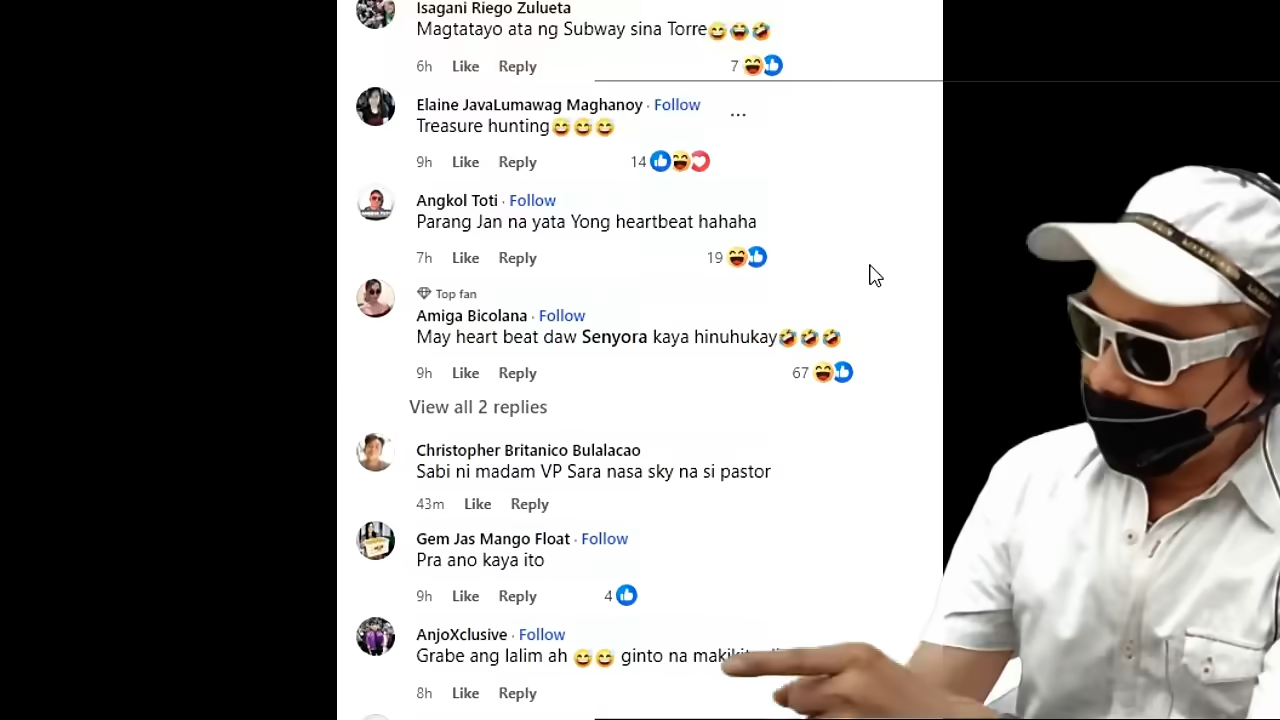 Isagani Riego Zulueta
Magtatayo ata ng Subway sina Torre😅😂🤣
6h Like Reply 7
Elaine JavaLumawag Maghanoy · Follow
...
Treasure hunting😅😅😅
9h Like Reply 14
Angkol Toti · Follow
Parang Jan na yata Yong heartbeat hahaha
7h Like Reply 19
Top fan
Amiga Bicolana · Follow
May heart beat daw Senyora kaya hinuhukay🤣🤣🤣
9h Like Reply 67
View all 2 replies
Christopher Britanico Bulalacao
Sabi ni madam VP Sara nasa sky na si pastor
43m Like Reply
Gem Jas Mango Float · Follow
Pra ano kaya ito
9h Like Reply 4
AnjoXclusive · Follow
Grabe ang lalim ah 😅😅 ginto na
8h Like Reply